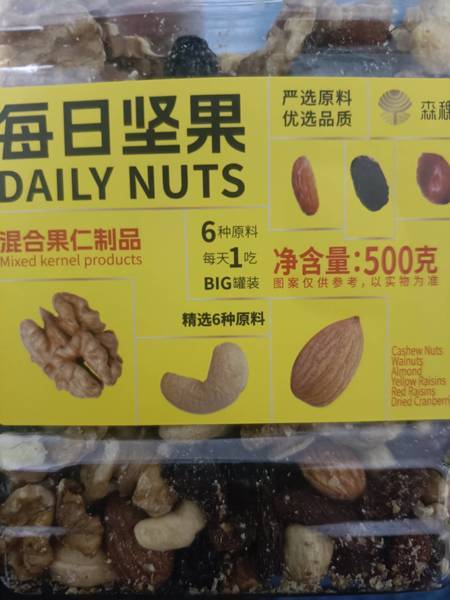 每日坚果
DAILY NUTS
严选原料
优选品质
混合果仁制品
Mixed kernel products
6种原料
每天1吃
BIG罐装
净含量:500克
图案仅供参考,以实物为准
精选6种原料
Cashew Nuts
Walnuts
Almond
Yellow Raisins
Red Raisins
Dried Cranberri